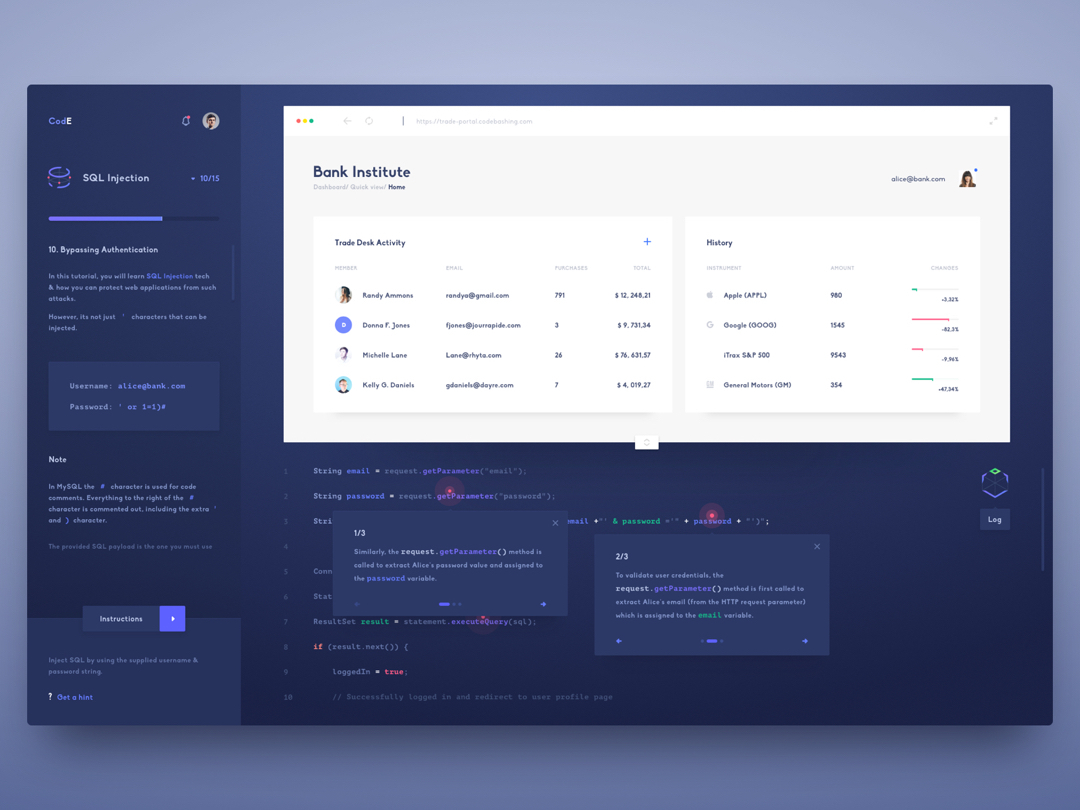 CodE
SQL Injection
10/15
10. Bypassing Authentication
In this tutorial, you will learn SQL Injection tech
& how you can protect web applications from such
attacks.
However, its not just ' characters that can be
injected.
Username: alice@bank.com
Password: ' or 1=1)#
Note
In MySQL the # character is used for code
comments. Everything to the right of the #
character is commented out, including the extra '
and ) character.
The provided SQL payload is the one you must use
Instructions
Inject SQL by using the supplied username &
password string.
? Get a hint
https://trade-portal.codebashing.com
Bank Institute
Dashboard/ Quick view/ Home
alice@bank.com
Trade Desk Activity
+
MEMBER EMAIL PURCHASES TOTAL
Randy Ammons randya@gmail.com 791 $ 12, 248,21
D Donna F. Jones fjones@jourrapide.com 3 $ 9, 731,34
Michelle Lane Lane@rhyta.com 26 $ 76, 631,57
Kelly G. Daniels gdaniels@dayre.com 7 $ 4, 019,27
History
INSTRUMENT AMOUNT CHANGES
Apple (APPL) 980 +3,32%
Google (GOOG) 1545 -82,3%
iTrax S&P 500 9543 -9,96%
General Motors (GM) 354 +47,34%
1 String email = request.getParameter("email");
2 String password = request.getParameter("password");
3 Stri email +"' & password ='" + password + "')";
4
5 Conn
6 Stat
7 ResultSet result = statement.executeQuery(sql);
8 if (result.next()) {
9 loggedIn = true;
10 // Successfully logged in and redirect to user profile page
1/3
Similarly, the request.getParameter() method is
called to extract Alice's password value and assigned to
the password variable.
2/3
To validate user credentials, the
request.getParameter() method is first called to
extract Alice's email (from the HTTP request parameter)
which is assigned to the email variable.
Log